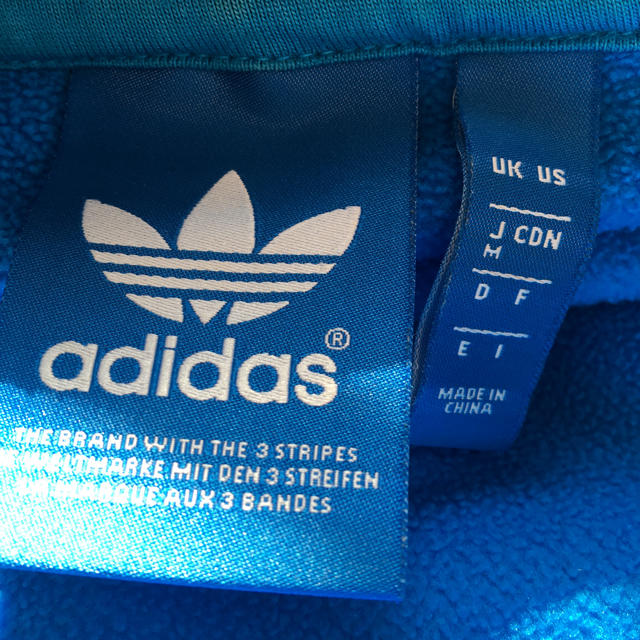 adidas®
THE BRAND WITH THE 3 STRIPES
MIT DEN 3 STREIFEN
AUX 3 BANDES
UK US
J CDN
M
D F
E I
MADE IN
CHINA